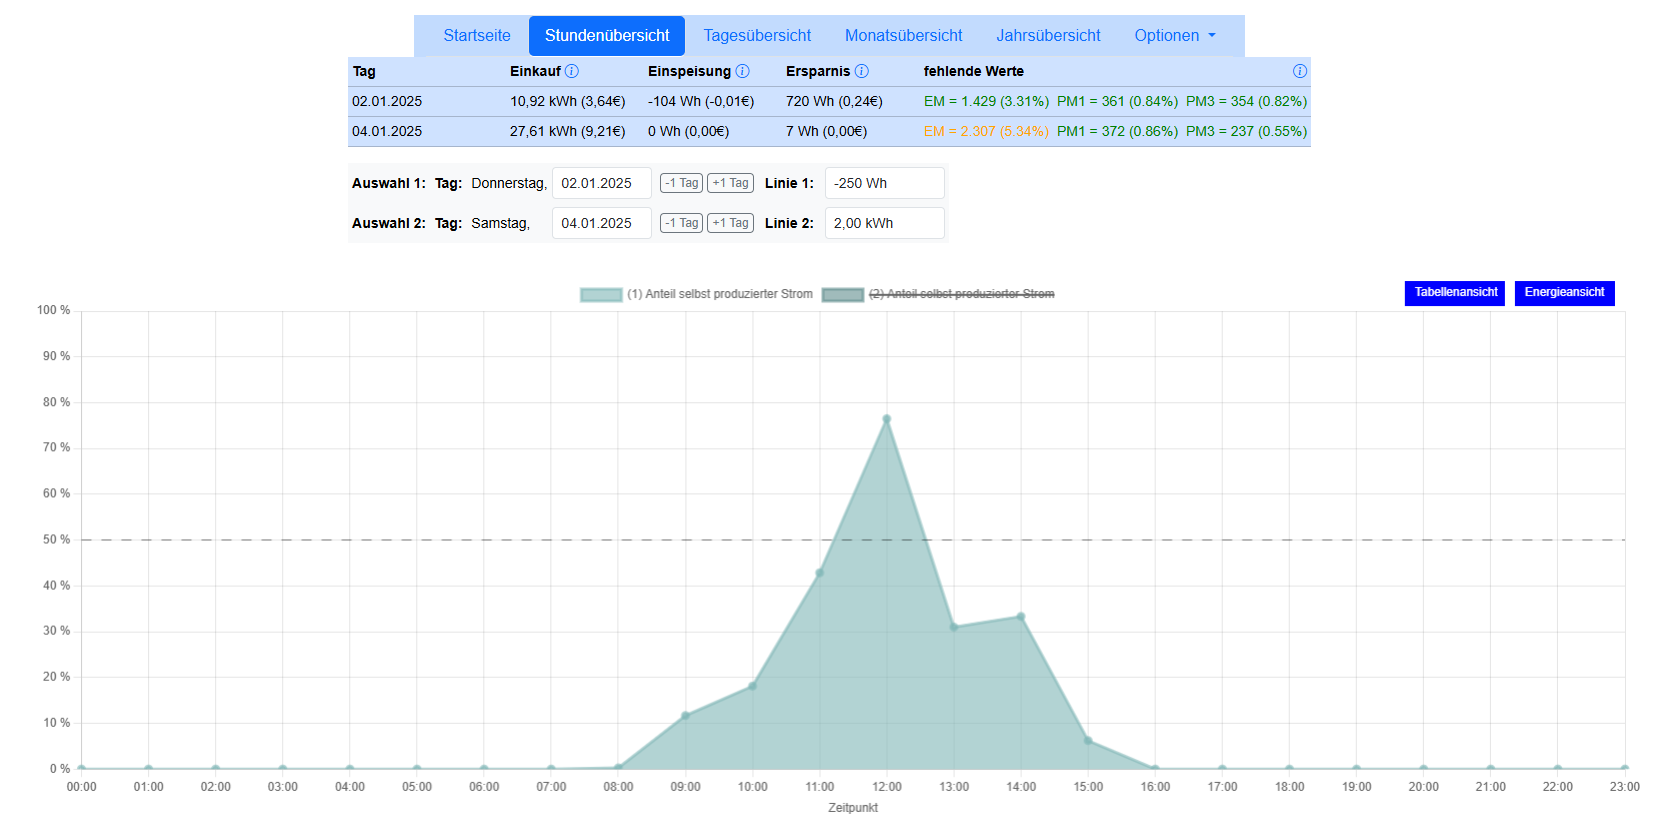 Startseite Stundenübersicht Tagesübersicht Monatsübersicht Jahrsübersicht Optionen
Tag Einkauf Einspeisung Ersparnis fehlende Werte
02.01.2025 10,92 kWh (3,64€) -104 Wh (-0,01€) 720 Wh (0,24€) EM = 1.429 (3.31%) PM1 = 361 (0.84%) PM3 = 354 (0.82%)
04.01.2025 27,61 kWh (9,21€) 0 Wh (0,00€) 7 Wh (0,00€) EM = 2.307 (5.34%) PM1 = 372 (0.86%) PM3 = 237 (0.55%)
Auswahl 1: Tag: Donnerstag, 02.01.2025 -1 Tag +1 Tag Linie 1: -250 Wh
Auswahl 2: Tag: Samstag, 04.01.2025 -1 Tag +1 Tag Linie 2: 2,00 kWh
(1) Anteil selbst produzierter Strom (2) Anteil selbst produzierter Strom Tabellenansicht Energieansicht
100 %
90 %
80 %
70 %
60 %
50 %
40 %
30 %
20 %
10 %
0 %
00:00 01:00 02:00 03:00 04:00 05:00 06:00 07:00 08:00 09:00 10:00 11:00 12:00 13:00 14:00 15:00 16:00 17:00 18:00 19:00 20:00 21:00 22:00 23:00
Zeitpunkt